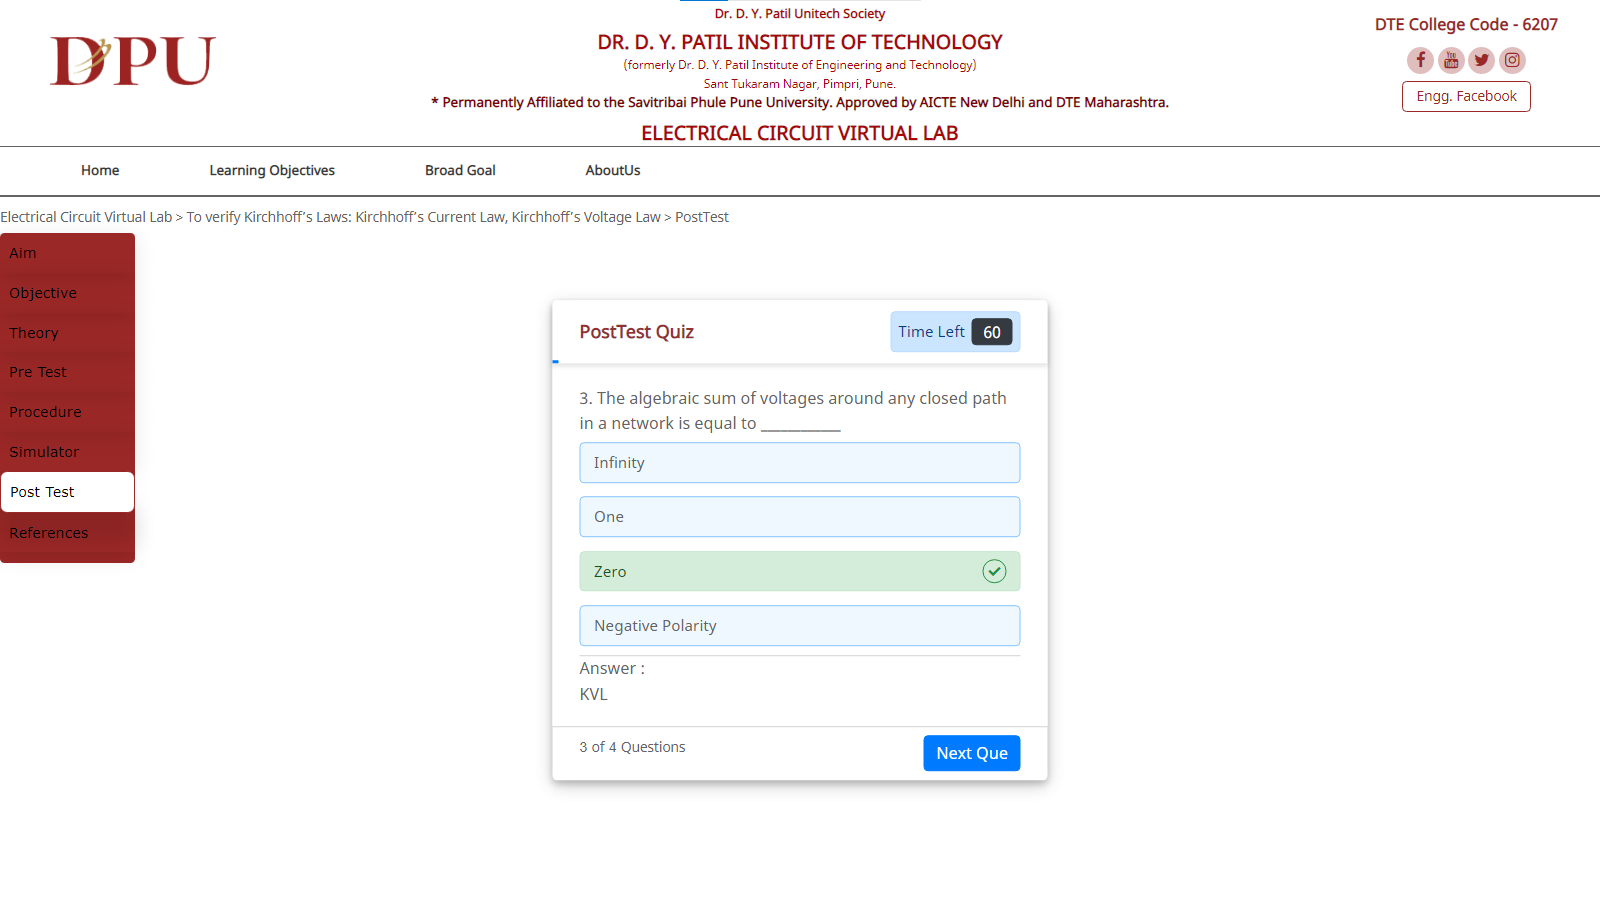 DPU
Dr. D. Y. Patil Unitech Society
DR. D. Y. PATIL INSTITUTE OF TECHNOLOGY
(formerly Dr. D. Y. Patil Institute of Engineering and Technology)
Sant Tukaram Nagar, Pimpri, Pune.
* Permanently Affiliated to the Savitribai Phule Pune University. Approved by AICTE New Delhi and DTE Maharashtra.
ELECTRICAL CIRCUIT VIRTUAL LAB
DTE College Code - 6207
You Tube
Engg. Facebook
Home Learning Objectives Broad Goal AboutUs
Electrical Circuit Virtual Lab > To verify Kirchhoff’s Laws: Kirchhoff’s Current Law, Kirchhoff’s Voltage Law > PostTest
Aim
Objective
Theory
Pre Test
Procedure
Simulator
Post Test
References
PostTest Quiz
Time Left 60
3. The algebraic sum of voltages around any closed path
in a network is equal to ___________
Infinity
One
Zero
Negative Polarity
Answer :
KVL
3 of 4 Questions
Next Que